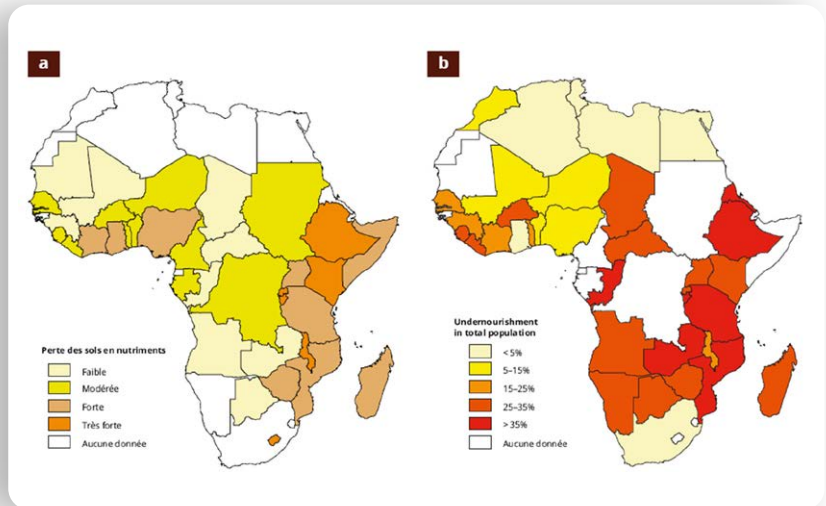 a
b
Perte des sols en nutriments
Faible
Modérée
Forte
Très forte
Aucune donnée
Undernourishment
in total population
<5%
5–15%
15–25%
25–35%
>35%
Aucune donnée